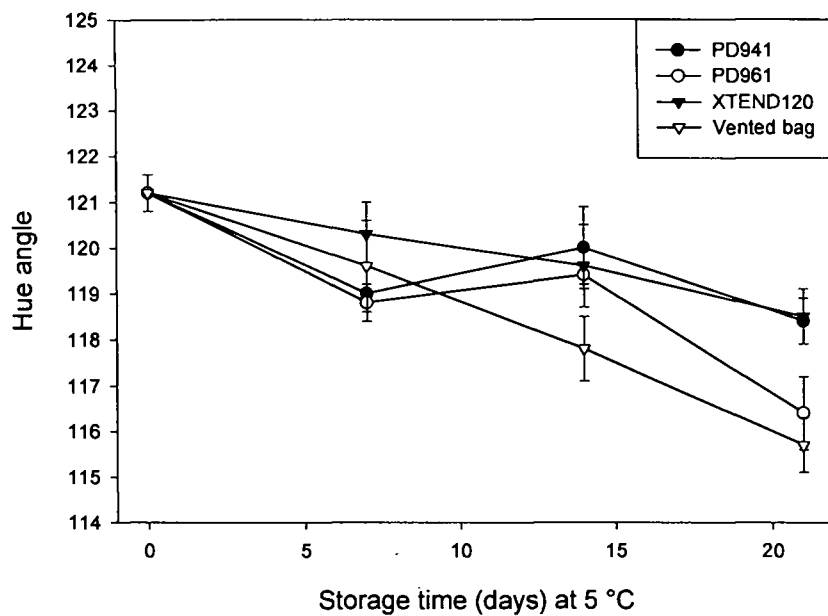 125
124
123
122
121
120
119
118
117
116
115
114
Hue angle
PD941
PD961
XTEND120
Vented bag
0 5 10 15 20
Storage time (days) at 5 °C